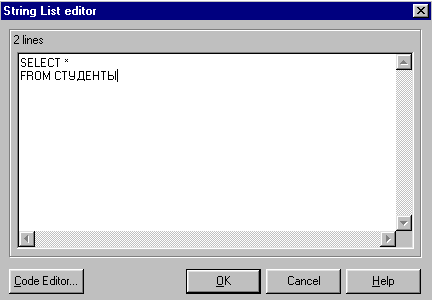 String List editor
2 lines
SELECT *
FROM СТУДЕНТЫ
Code Editor...
OK
Cancel
Help